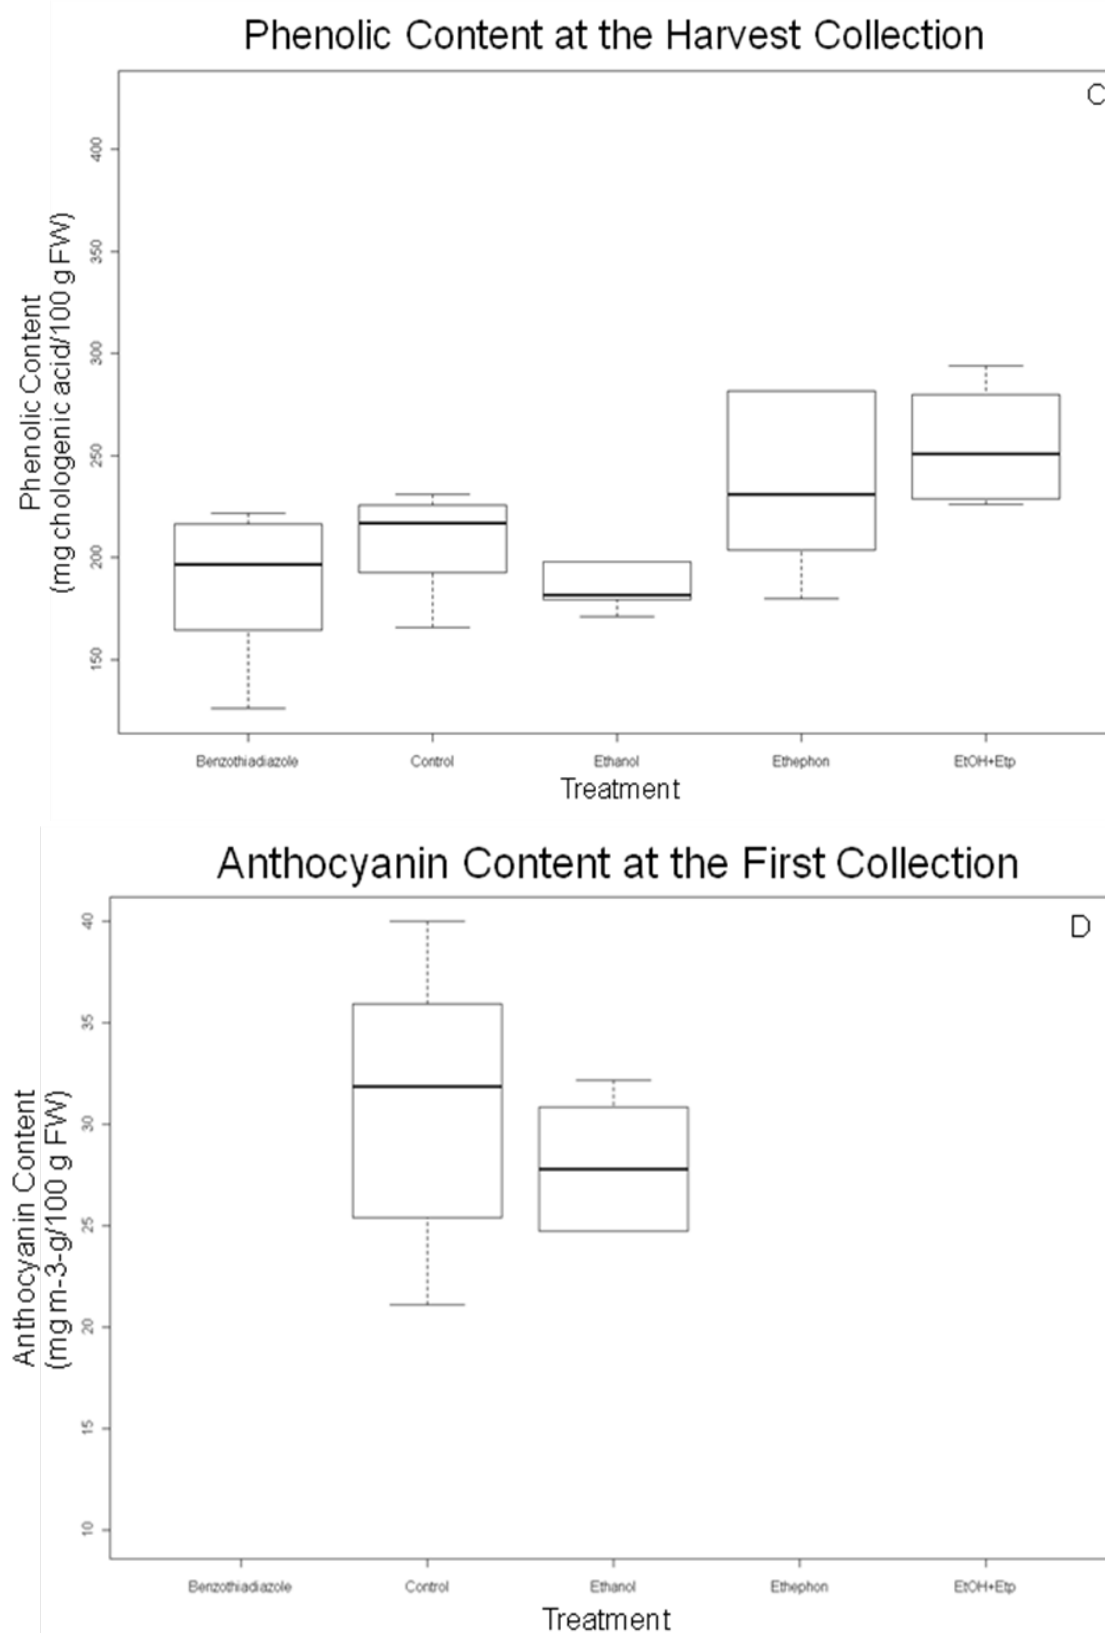 Phenolic Content at the Harvest Collection
C
400
350
300
250
200
150
Phenolic Content
(mg chologenic acid/100 g FW)
Benzothiadiazole Control Ethanol Ethephon EtOH+Etp
Treatment
Anthocyanin Content at the First Collection
D
40
35
30
25
20
15
10
Anthocyanin Content
(mg m-3-g/100 g FW)
Benzothiadiazole Control Ethanol Ethephon EtOH+Etp
Treatment